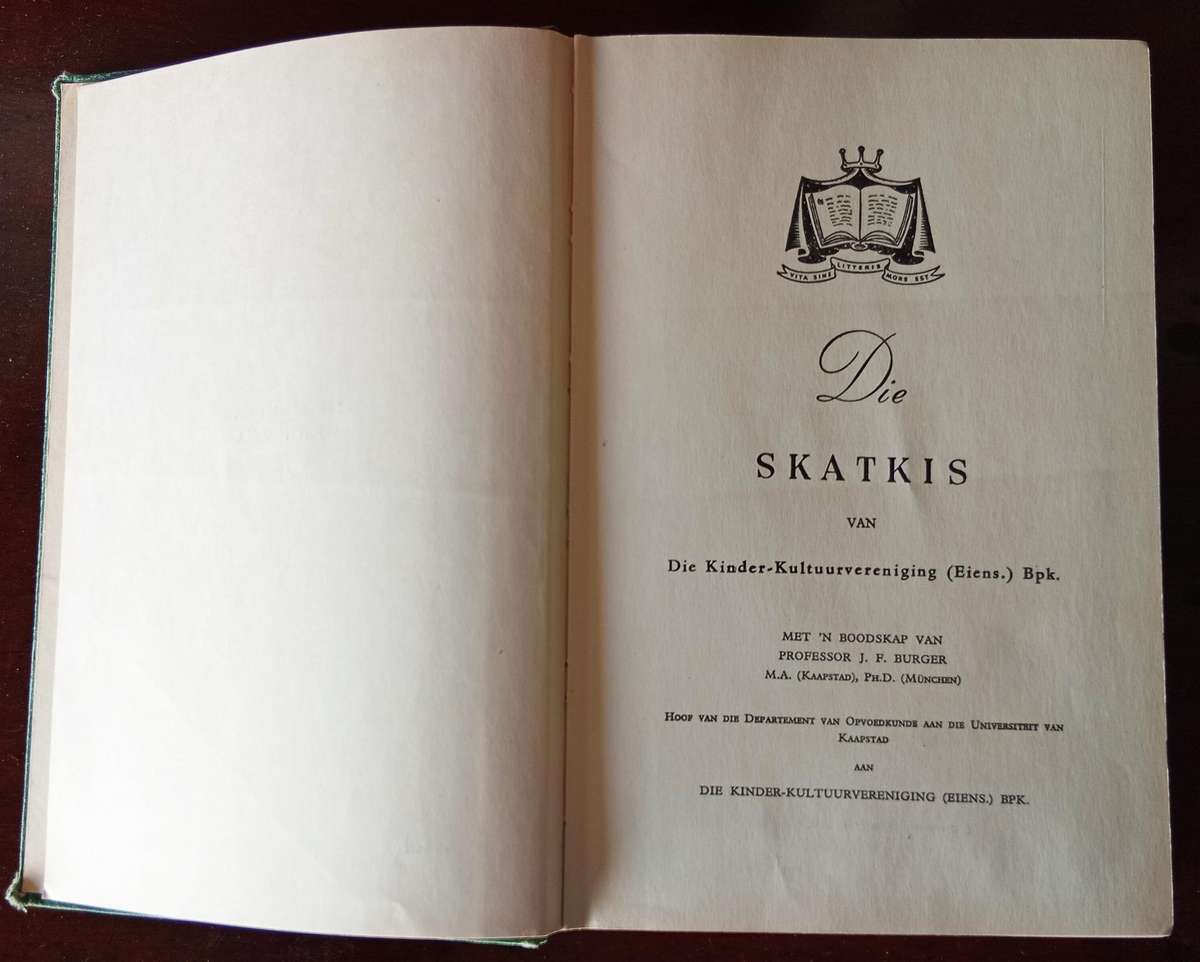 VITA SINE LITTERIS MORS EST
Die
SKATKIS
VAN
Die Kinder-Kultuurvereniging (Eiens.) Bpk.
MET 'N BOODSKAP VAN
PROFESSOR J. F. BURGER
M.A. (KAAPSTAD), PH.D. (MÜNCHEN)
HOOF VAN DIE DEPARTEMENT VAN OPVOEDKUNDE AAN DIE UNIVERSITEIT VAN
KAAPSTAD
AAN
DIE KINDER-KULTUURVERENIGING (EIENS.) BPK.